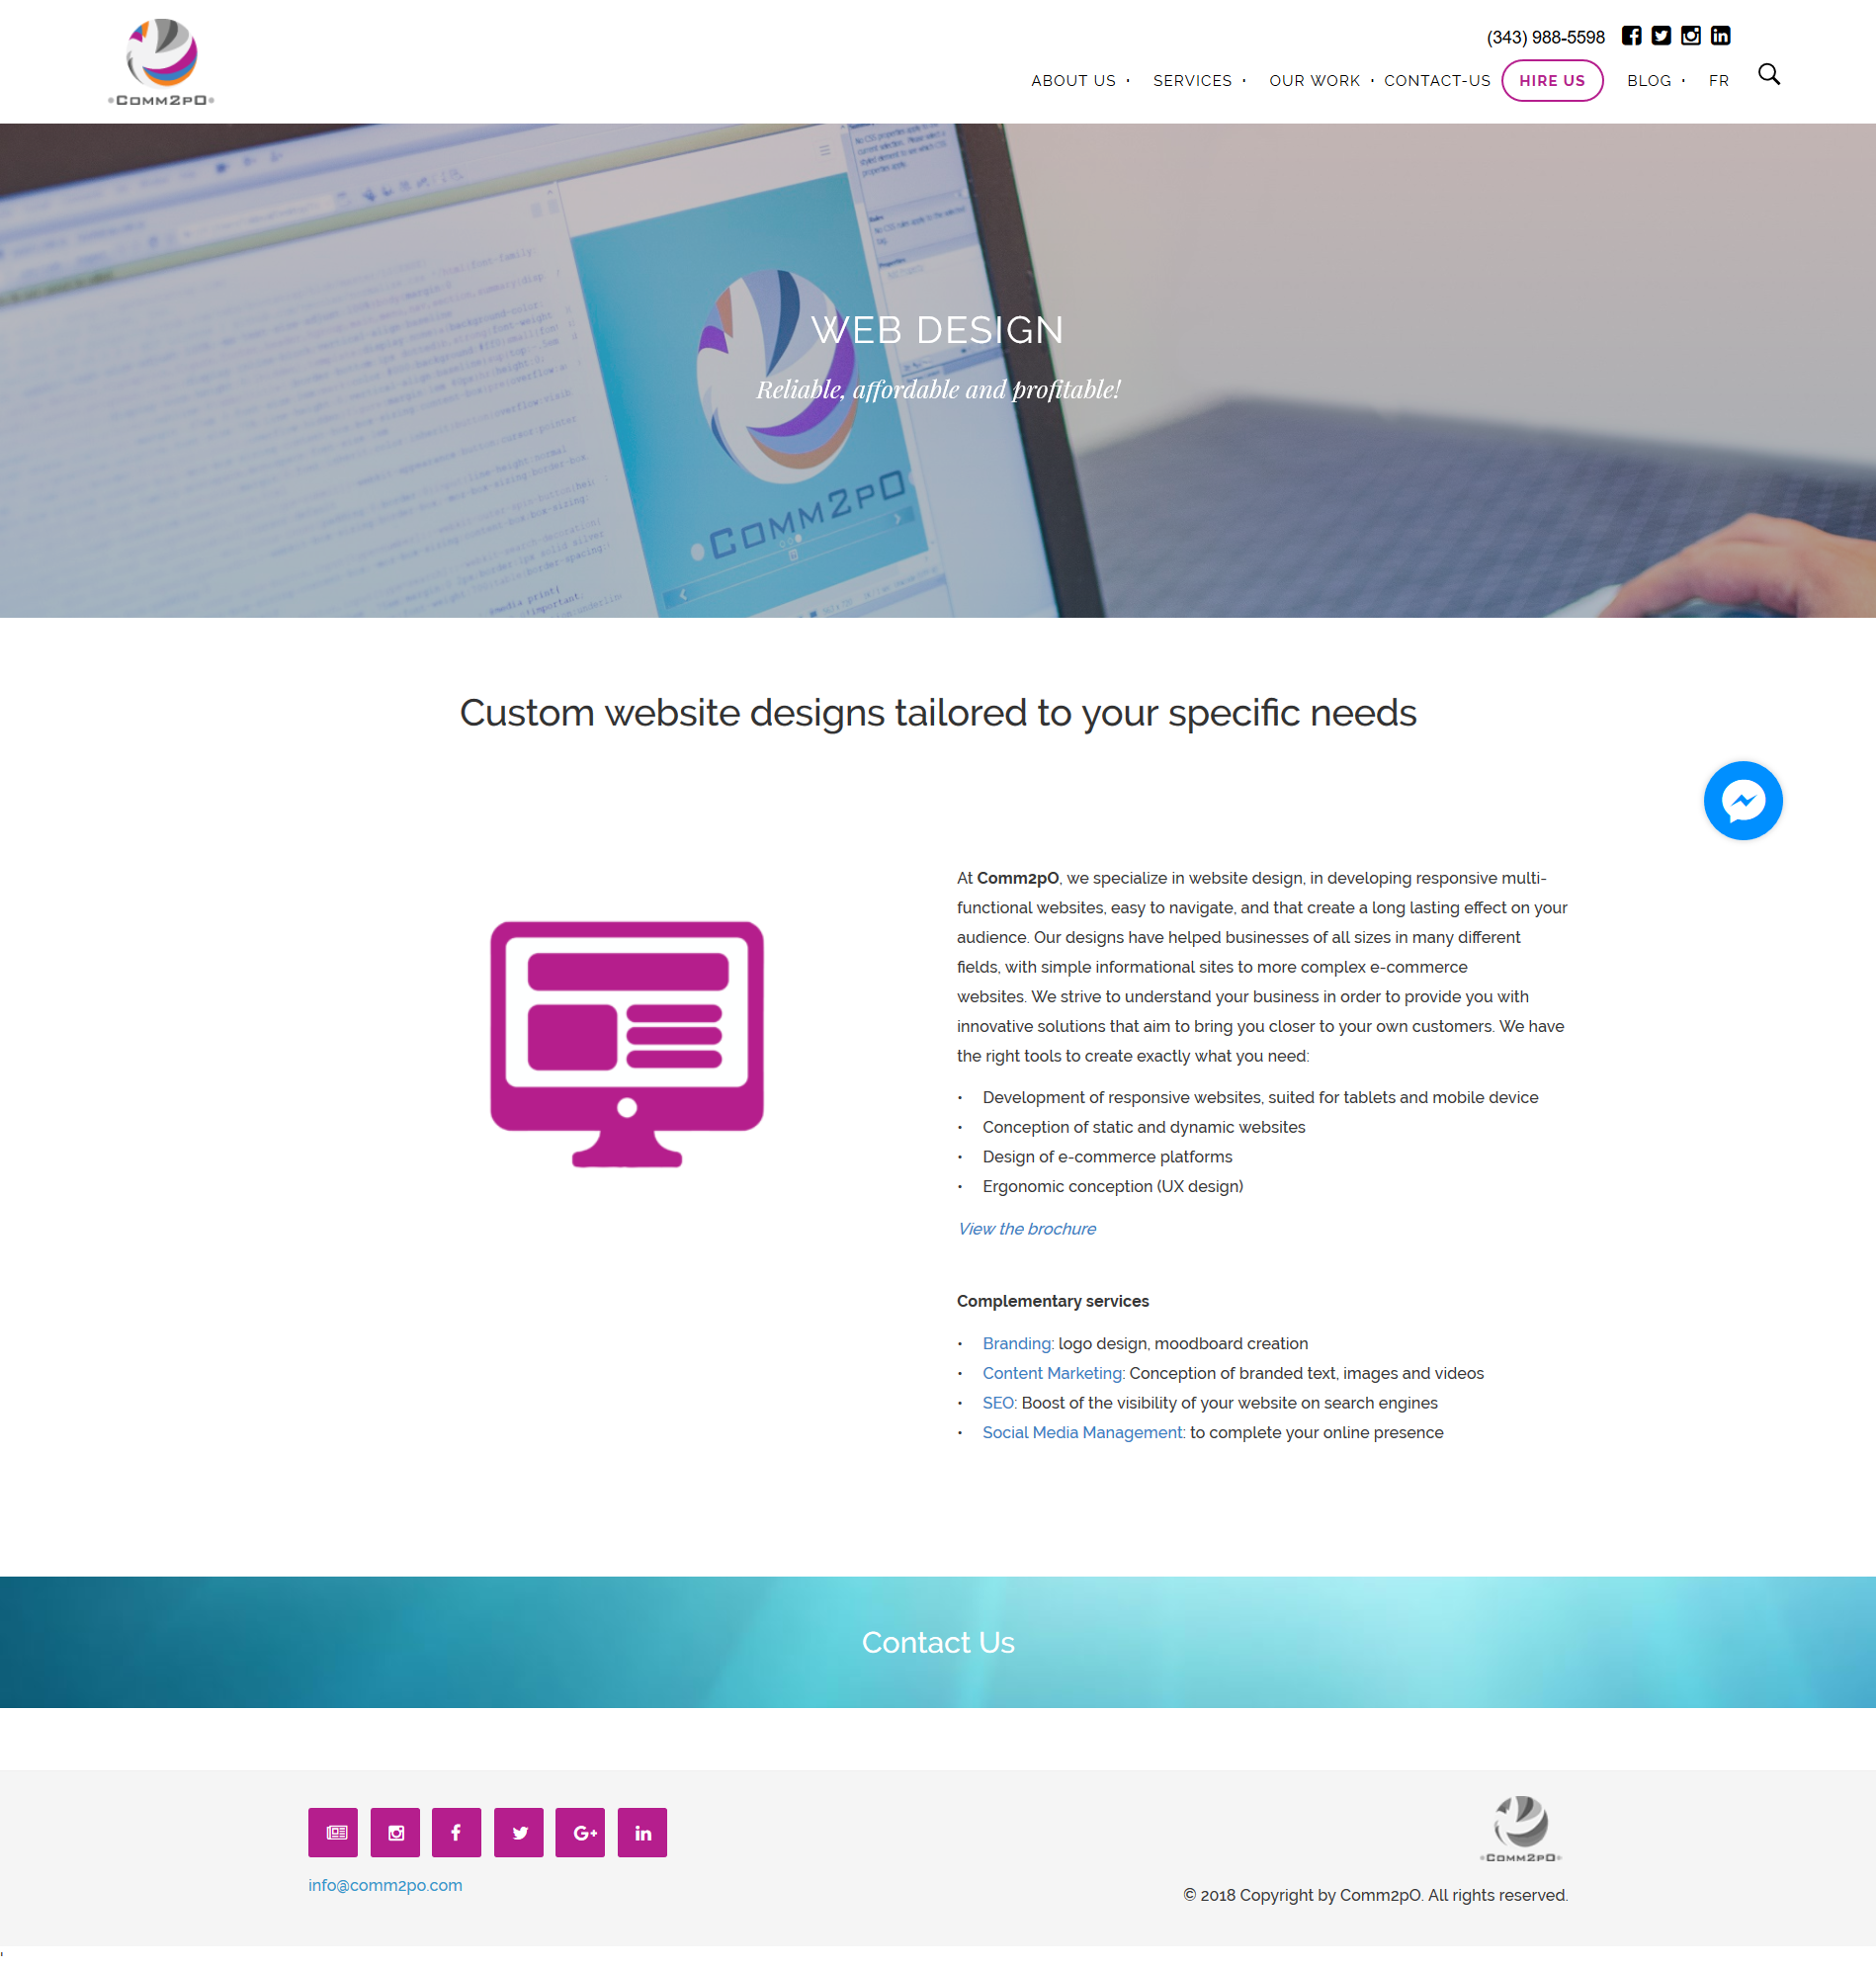 (343) 988-5598
COMM2PO
ABOUT US · SERVICES · OUR WORK · CONTACT-US HIRE US BLOG · FR
WEB DESIGN
Reliable, affordable and profitable!
COMM2PO
Custom website designs tailored to your specific needs
At Comm2pO, we specialize in website design, in developing responsive multi-
functional websites, easy to navigate, and that create a long lasting effect on your
audience. Our designs have helped businesses of all sizes in many different
fields, with simple informational sites to more complex e-commerce
websites. We strive to understand your business in order to provide you with
innovative solutions that aim to bring you closer to your own customers. We have
the right tools to create exactly what you need:
• Development of responsive websites, suited for tablets and mobile device
• Conception of static and dynamic websites
• Design of e-commerce platforms
• Ergonomic conception (UX design)
View the brochure
Complementary services
• Branding: logo design, moodboard creation
• Content Marketing: Conception of branded text, images and videos
• SEO: Boost of the visibility of your website on search engines
• Social Media Management: to complete your online presence
Contact Us
COMM2PO
info@comm2po.com
© 2018 Copyright by Comm2pO. All rights reserved.